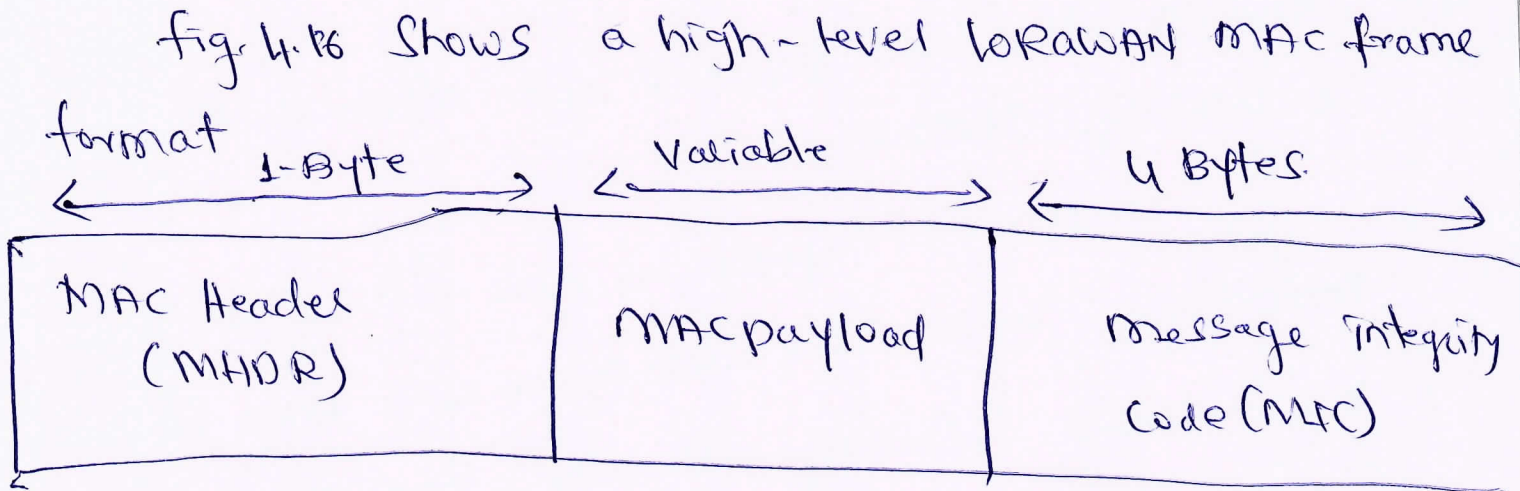 fig. 4.16 Shows a high-level LORAWAN MAC frame
format
1-Byte Variable 4 Bytes.
MAC Header MACpayload Message integrity
(MHDR) Code (MIC)